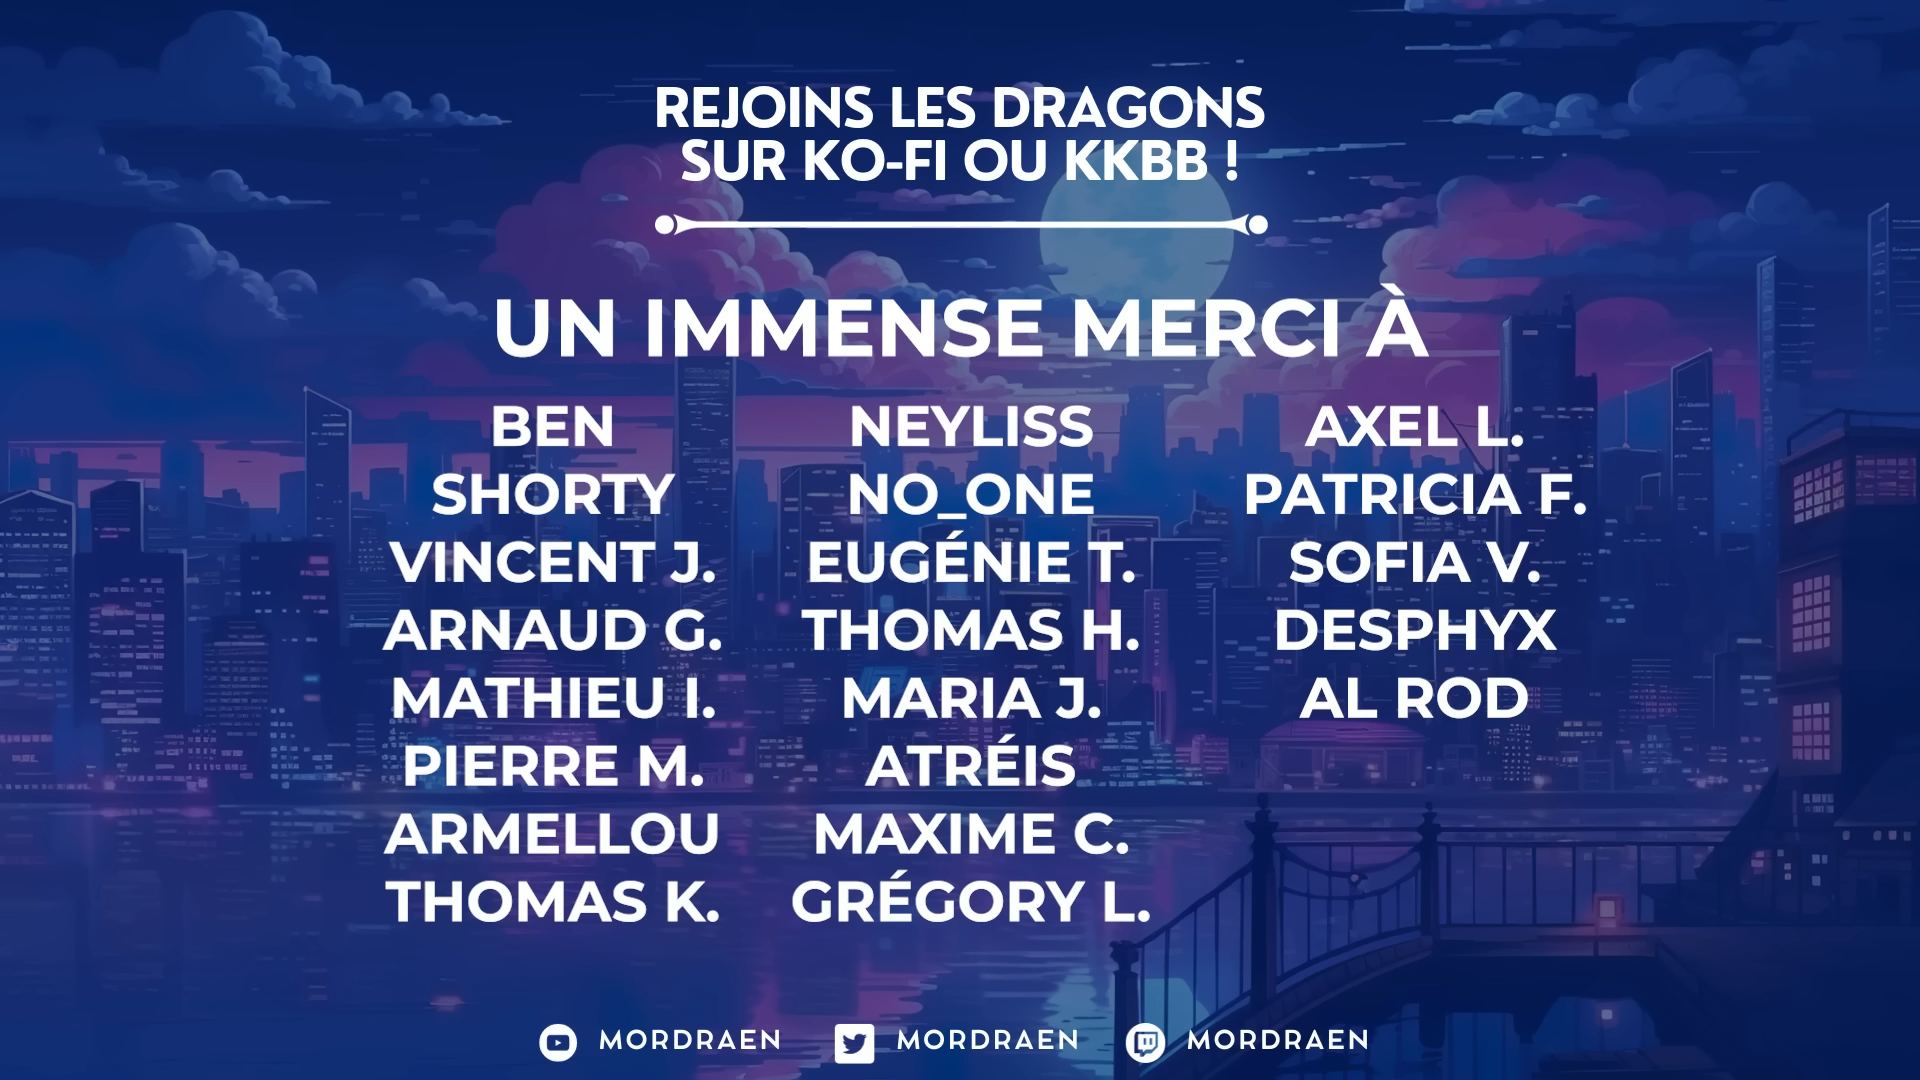 REJOINS LES DRAGONS
SUR KO-FI OU KKBB !
UN IMMENSE MERCI À
BEN
SHORTY
VINCENT J.
ARNAUD G.
MATHIEU I.
PIERRE M.
ARMELLOU
THOMAS K.
NEYLISS
NO_ONE
EUGÉNIE T.
THOMAS H.
MARIA J.
ATRÉIS
MAXIME C.
GRÉGORY L.
AXEL L.
PATRICIA F.
SOFIA V.
DESPHYX
AL ROD
MORDRAEN MORDRAEN MORDRAEN